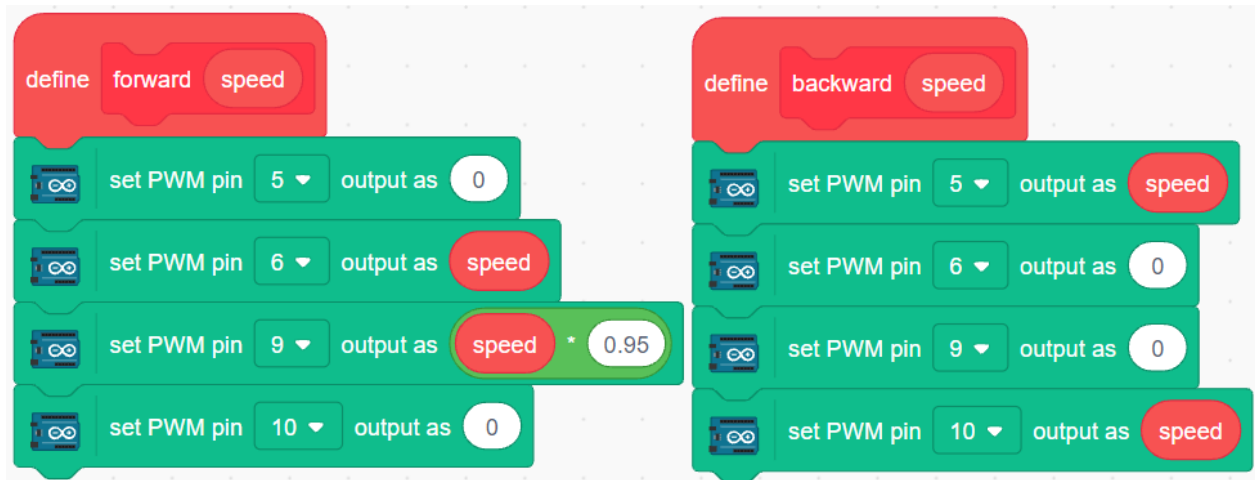 define forward speed
set PWM pin 5 output as 0
set PWM pin 6 output as speed
set PWM pin 9 output as speed * 0.95
set PWM pin 10 output as 0
define backward speed
set PWM pin 5 output as speed
set PWM pin 6 output as 0
set PWM pin 9 output as 0
set PWM pin 10 output as speed